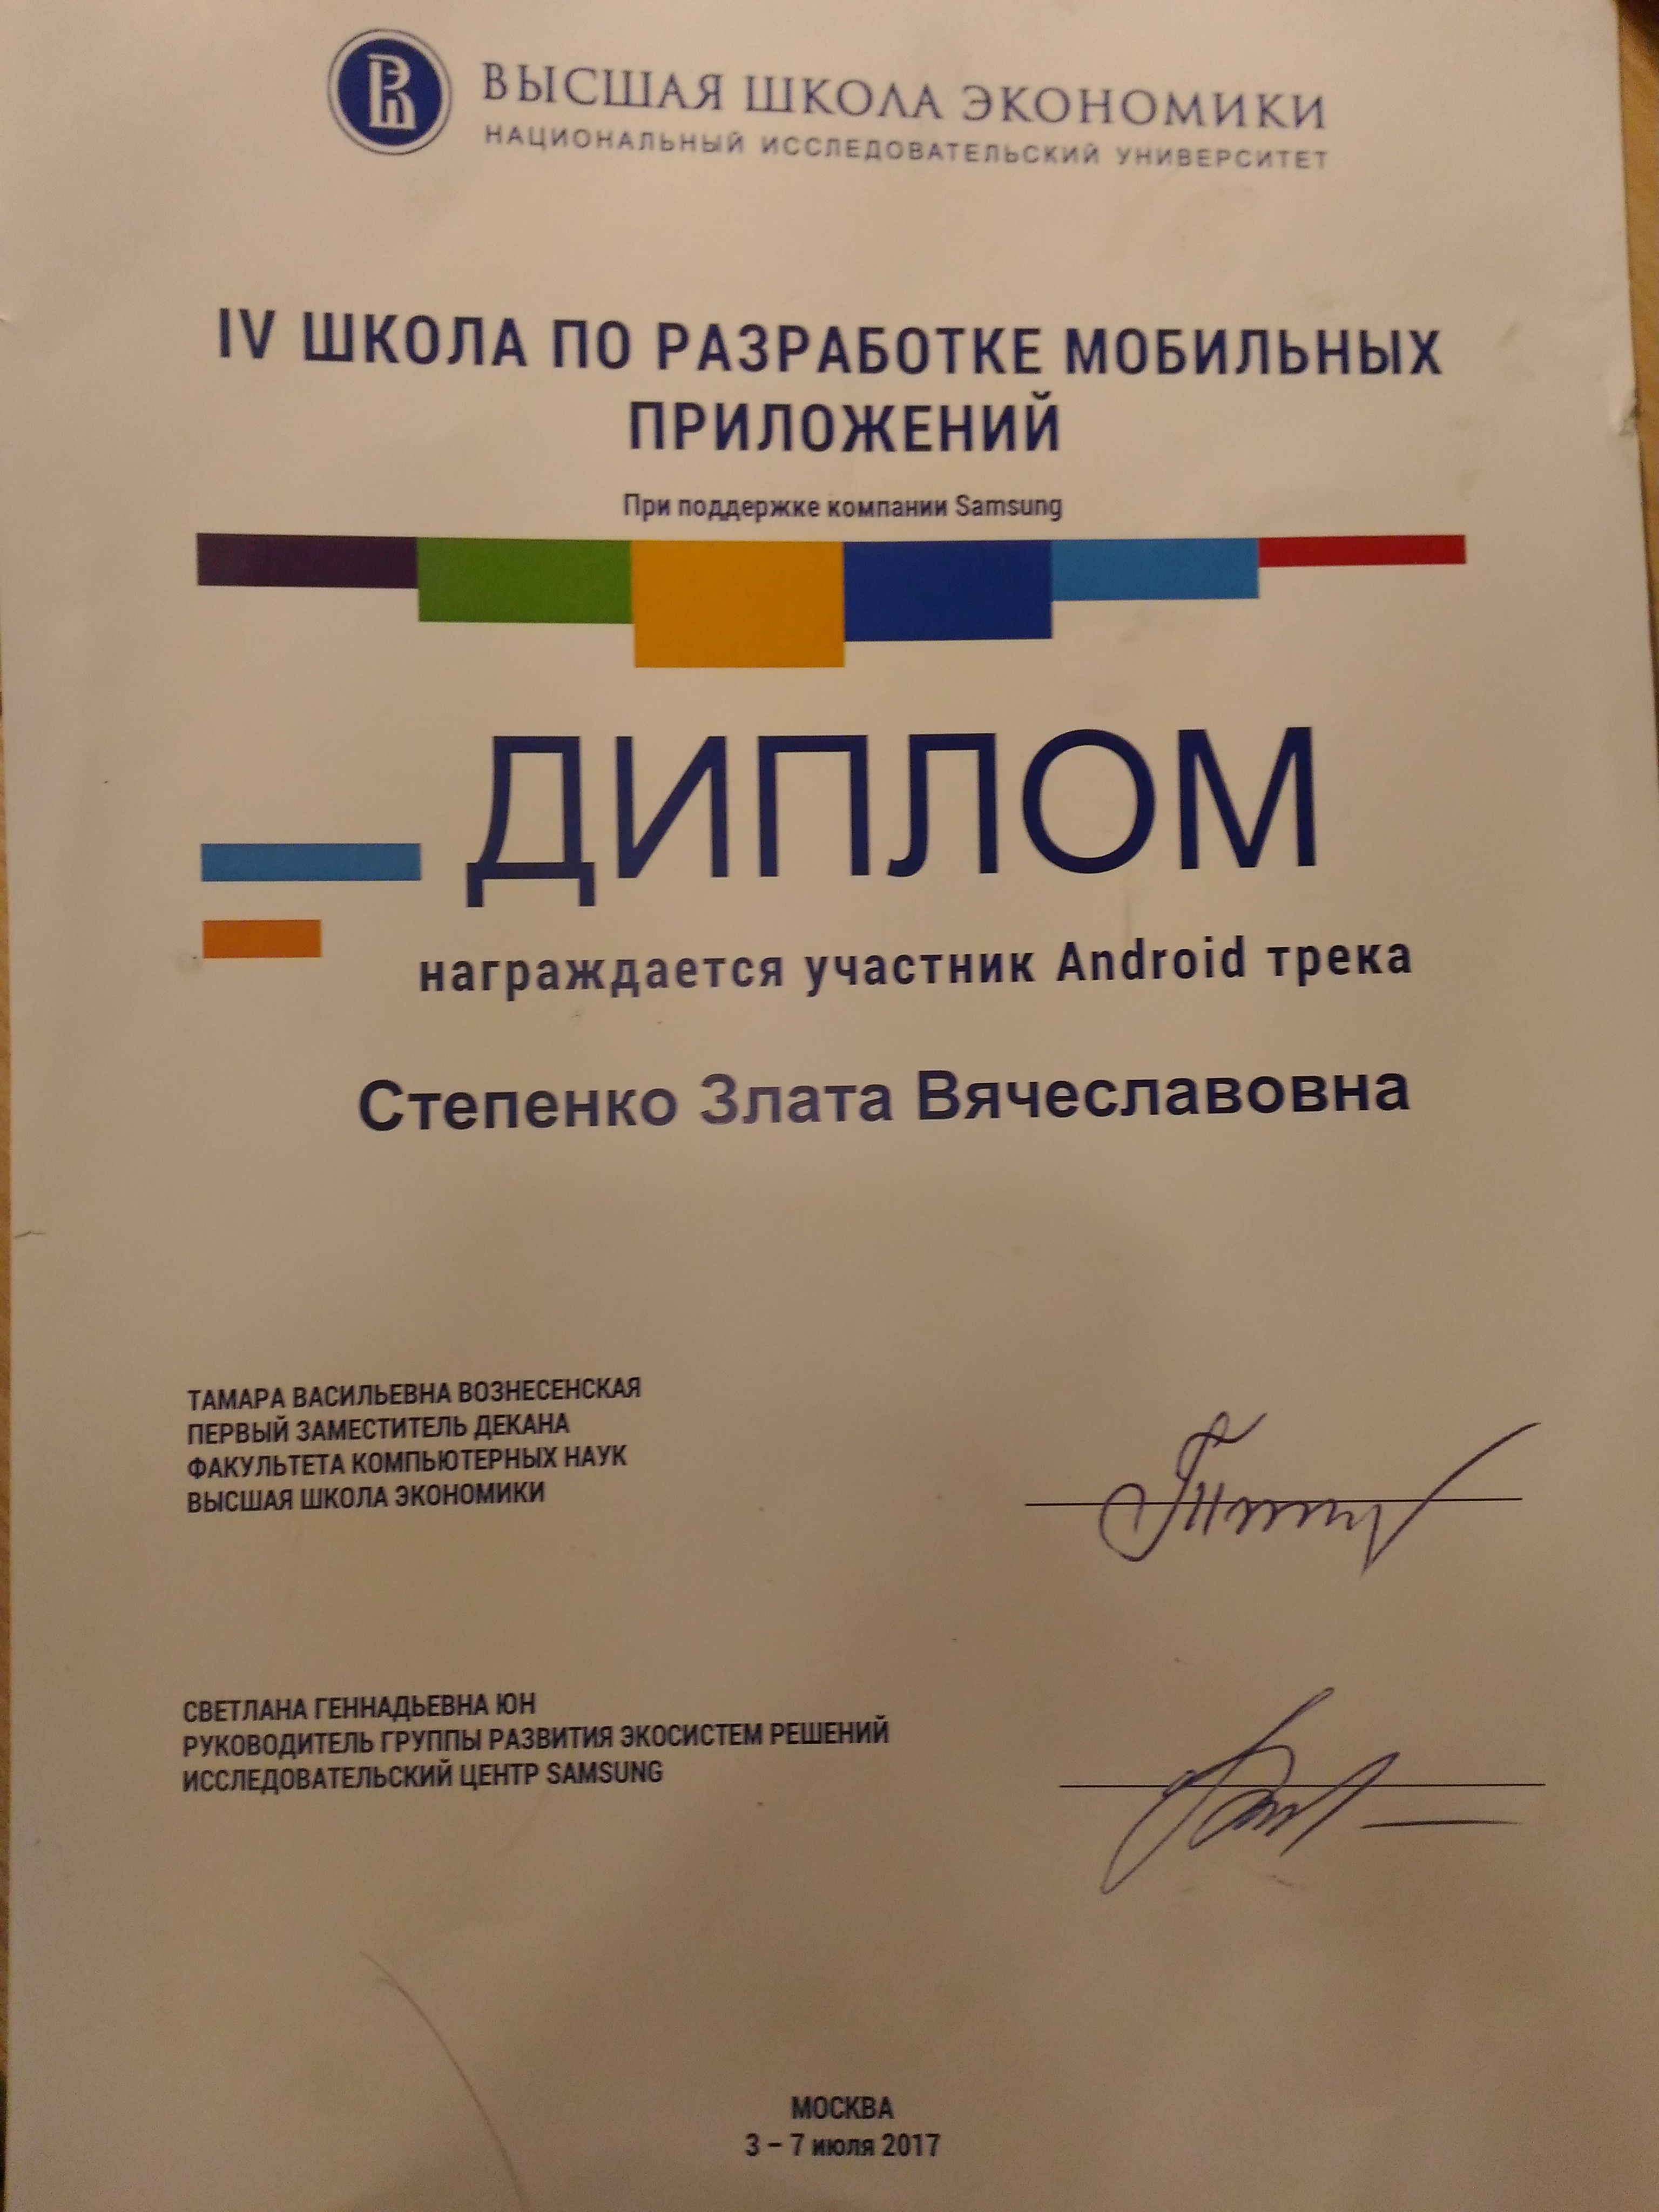 ВЫСШАЯ ШКОЛА ЭКОНОМИКИ
НАЦИОНАЛЬНЫЙ ИССЛЕДОВАТЕЛЬСКИЙ УНИВЕРСИТЕТ
IV ШКОЛА ПО РАЗРАБОТКЕ МОБИЛЬНЫХ
ПРИЛОЖЕНИЙ
При поддержке компании Samsung
ДИПЛОМ
награждается участник Android трека
Степенко Злата Вячеславовна
ТАМАРА ВАСИЛЬЕВНА ВОЗНЕСЕНСКАЯ
ПЕРВЫЙ ЗАМЕСТИТЕЛЬ ДЕКАНА
ФАКУЛЬТЕТА КОМПЬЮТЕРНЫХ НАУК
ВЫСШАЯ ШКОЛА ЭКОНОМИКИ
СВЕТЛАНА ГЕННАДЬЕВНА ЮН
РУКОВОДИТЕЛЬ ГРУППЫ РАЗВИТИЯ ЭКОСИСТЕМ РЕШЕНИЙ
ИССЛЕДОВАТЕЛЬСКИЙ ЦЕНТР SAMSUNG
МОСКВА
3 – 7 июля 2017